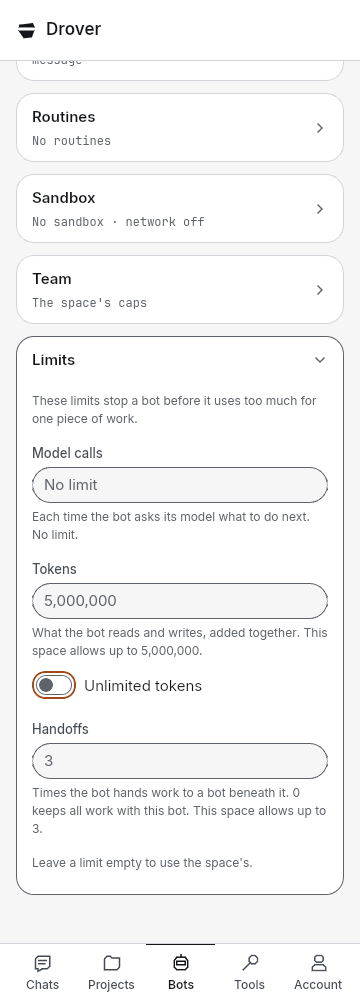 Drover
message
Routines
No routines
Sandbox
No sandbox · network off
Team
The space's caps
Limits
These limits stop a bot before it uses too much for
one piece of work.
Model calls
No limit
Each time the bot asks its model what to do next.
No limit.
Tokens
5,000,000
What the bot reads and writes, added together. This
space allows up to 5,000,000.
Unlimited tokens
Handoffs
3
Times the bot hands work to a bot beneath it. 0
keeps all work with this bot. This space allows up to
3.
Leave a limit empty to use the space's.
Chats
Projects
Bots
Tools
Account